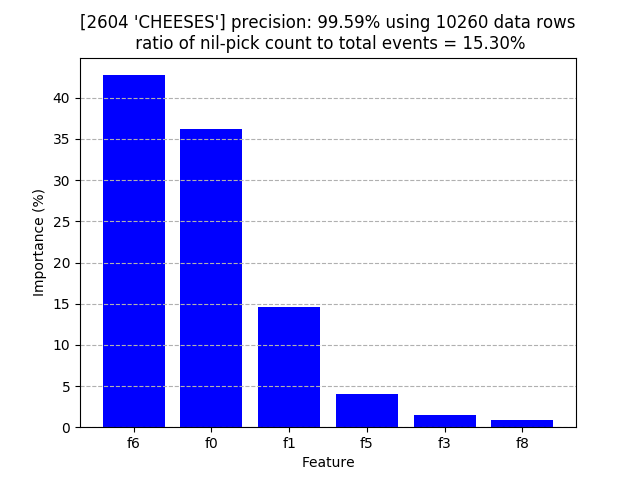 [2604 'CHEESES'] precision: 99.59% using 10260 data rows
ratio of nil-pick count to total events = 15.30%
Importance (%)
40
35
30
25
20
15
10
5
0
f6 f0 f1 f5 f3 f8
Feature